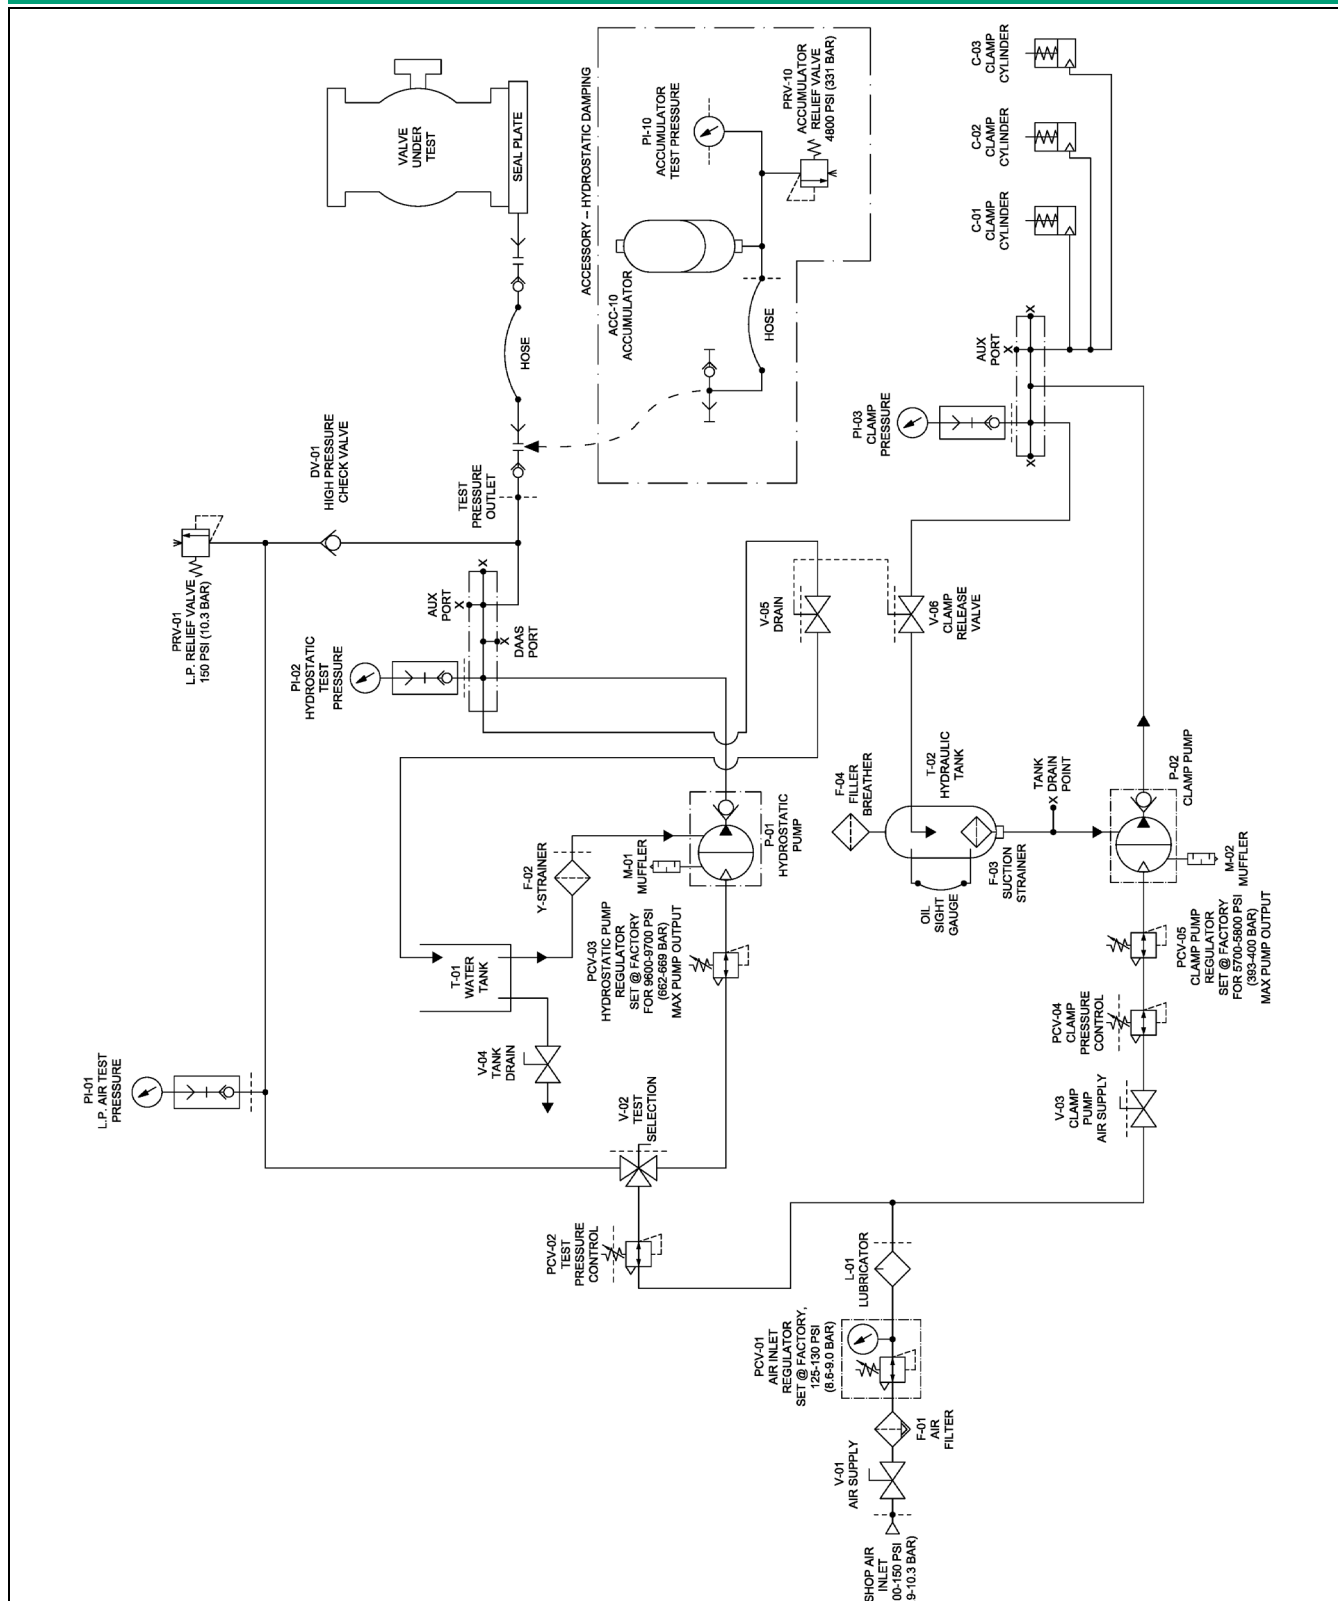 C-03
CLAMP
CYLINDER
C-02
CLAMP
CYLINDER
C-01
CLAMP
CYLINDER
VALVE
UNDER
TEST
SEAL PLATE
ACCESSORY – HYDROSTATIC DAMPING
PI-10
ACCUMULATOR
TEST PRESSURE
PRV-10
ACCUMULATOR
RELIEF VALVE
4800 PSI (331 BAR)
ACC-10
ACCUMULATOR
HOSE
HOSE
AUX
PORT
X
X
X
PI-03
CLAMP
PRESSURE
DV-01
HIGH PRESSURE
CHECK VALVE
TEST
PRESSURE
OUTLET
PRV-01
L.P. RELIEF VALVE
150 PSI (10.3 BAR)
AUX
PORT
X
X
DAAS
PORT
X
PI-02
HYDROSTATIC
TEST
PRESSURE
V-05
DRAIN
V-06
CLAMP
RELEASE
VALVE
F-04
FILLER
BREATHER
T-02
HYDRAULIC
TANK
TANK
DRAIN
POINT
X
P-02
CLAMP PUMP
F-02
Y-STRAINER
M-01
MUFFLER
P-01
HYDROSTATIC
PUMP
OIL
SIGHT
GAUGE
F-03
SUCTION
STRAINER
M-02
MUFFLER
T-01
WATER
TANK
PCV-03
HYDROSTATIC PUMP
REGULATOR
SET @ FACTORY
FOR 9600-9700 PSI
(662-669 BAR)
MAX PUMP OUTPUT
PCV-05
CLAMP PUMP
REGULATOR
SET @ FACTORY
FOR 5700-5800 PSI
(393-400 BAR)
MAX PUMP OUTPUT
PCV-04
CLAMP
PRESSURE
CONTROL
PI-01
L.P. AIR TEST
PRESSURE
V-04
TANK
DRAIN
V-02
TEST
SELECTION
V-03
CLAMP
PUMP
AIR SUPPLY
PCV-02
TEST
PRESSURE
CONTROL
L-01
LUBRICATOR
PCV-01
AIR INLET
REGULATOR
SET @ FACTORY,
125-130 PSI
(8.6-9.0 BAR)
F-01
AIR
FILTER
V-01
AIR SUPPLY
SHOP AIR
INLET
00-150 PSI
9-10.3 BAR)